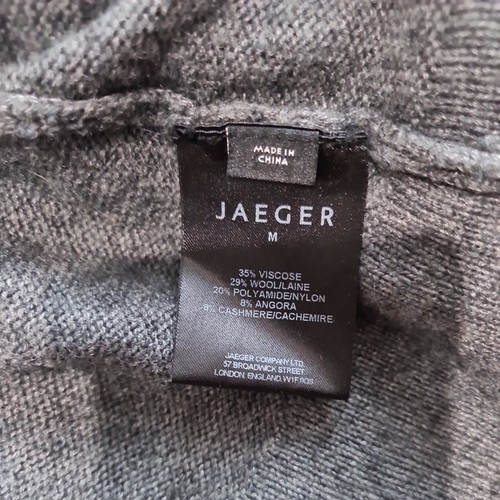 MADE IN
CHINA
JAEGER
M
35% VISCOSE
29% WOOL/LAINE
20% POLYAMIDE/NYLON
8% ANGORA
8% CASHMERE/CACHEMIRE
JAEGER COMPANY LTD
57 BROADWICK STREET
LONDON ENGLAND, W1F 9QS